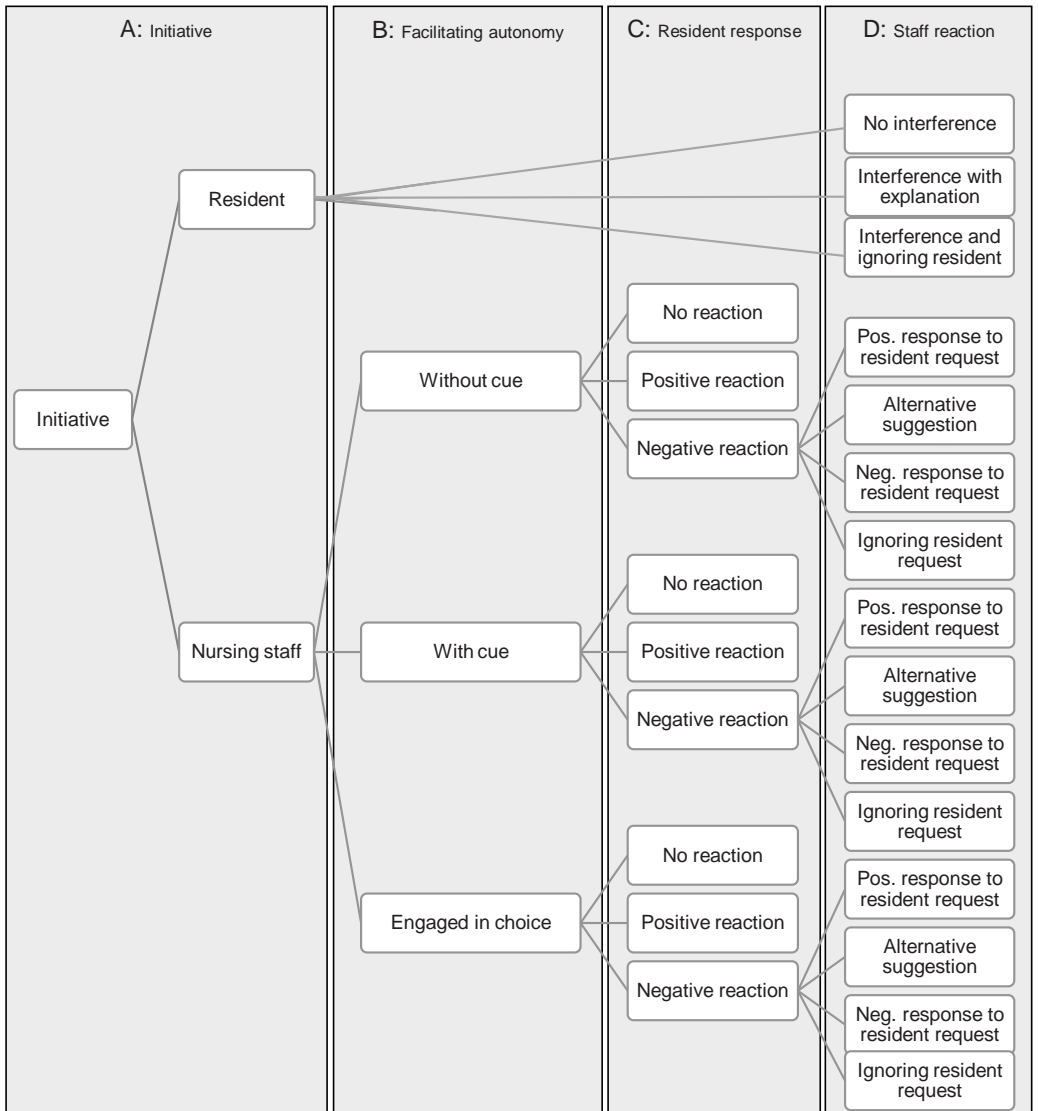 A: Initiative
B: Facilitating autonomy
C: Resident response
D: Staff reaction
No interference
Resident
Interference with
explanation
Interference and
ignoring resident
No reaction
Without cue
Positive reaction
Negative reaction
Pos. response to
resident request
Alternative
suggestion
Neg. response to
resident request
Ignoring resident
request
Initiative
Nursing staff
No reaction
With cue
Positive reaction
Negative reaction
Pos. response to
resident request
Alternative
suggestion
Neg. response to
resident request
Ignoring resident
request
No reaction
Engaged in choice
Positive reaction
Negative reaction
Pos. response to
resident request
Alternative
suggestion
Neg. response to
resident request
Ignoring resident
request